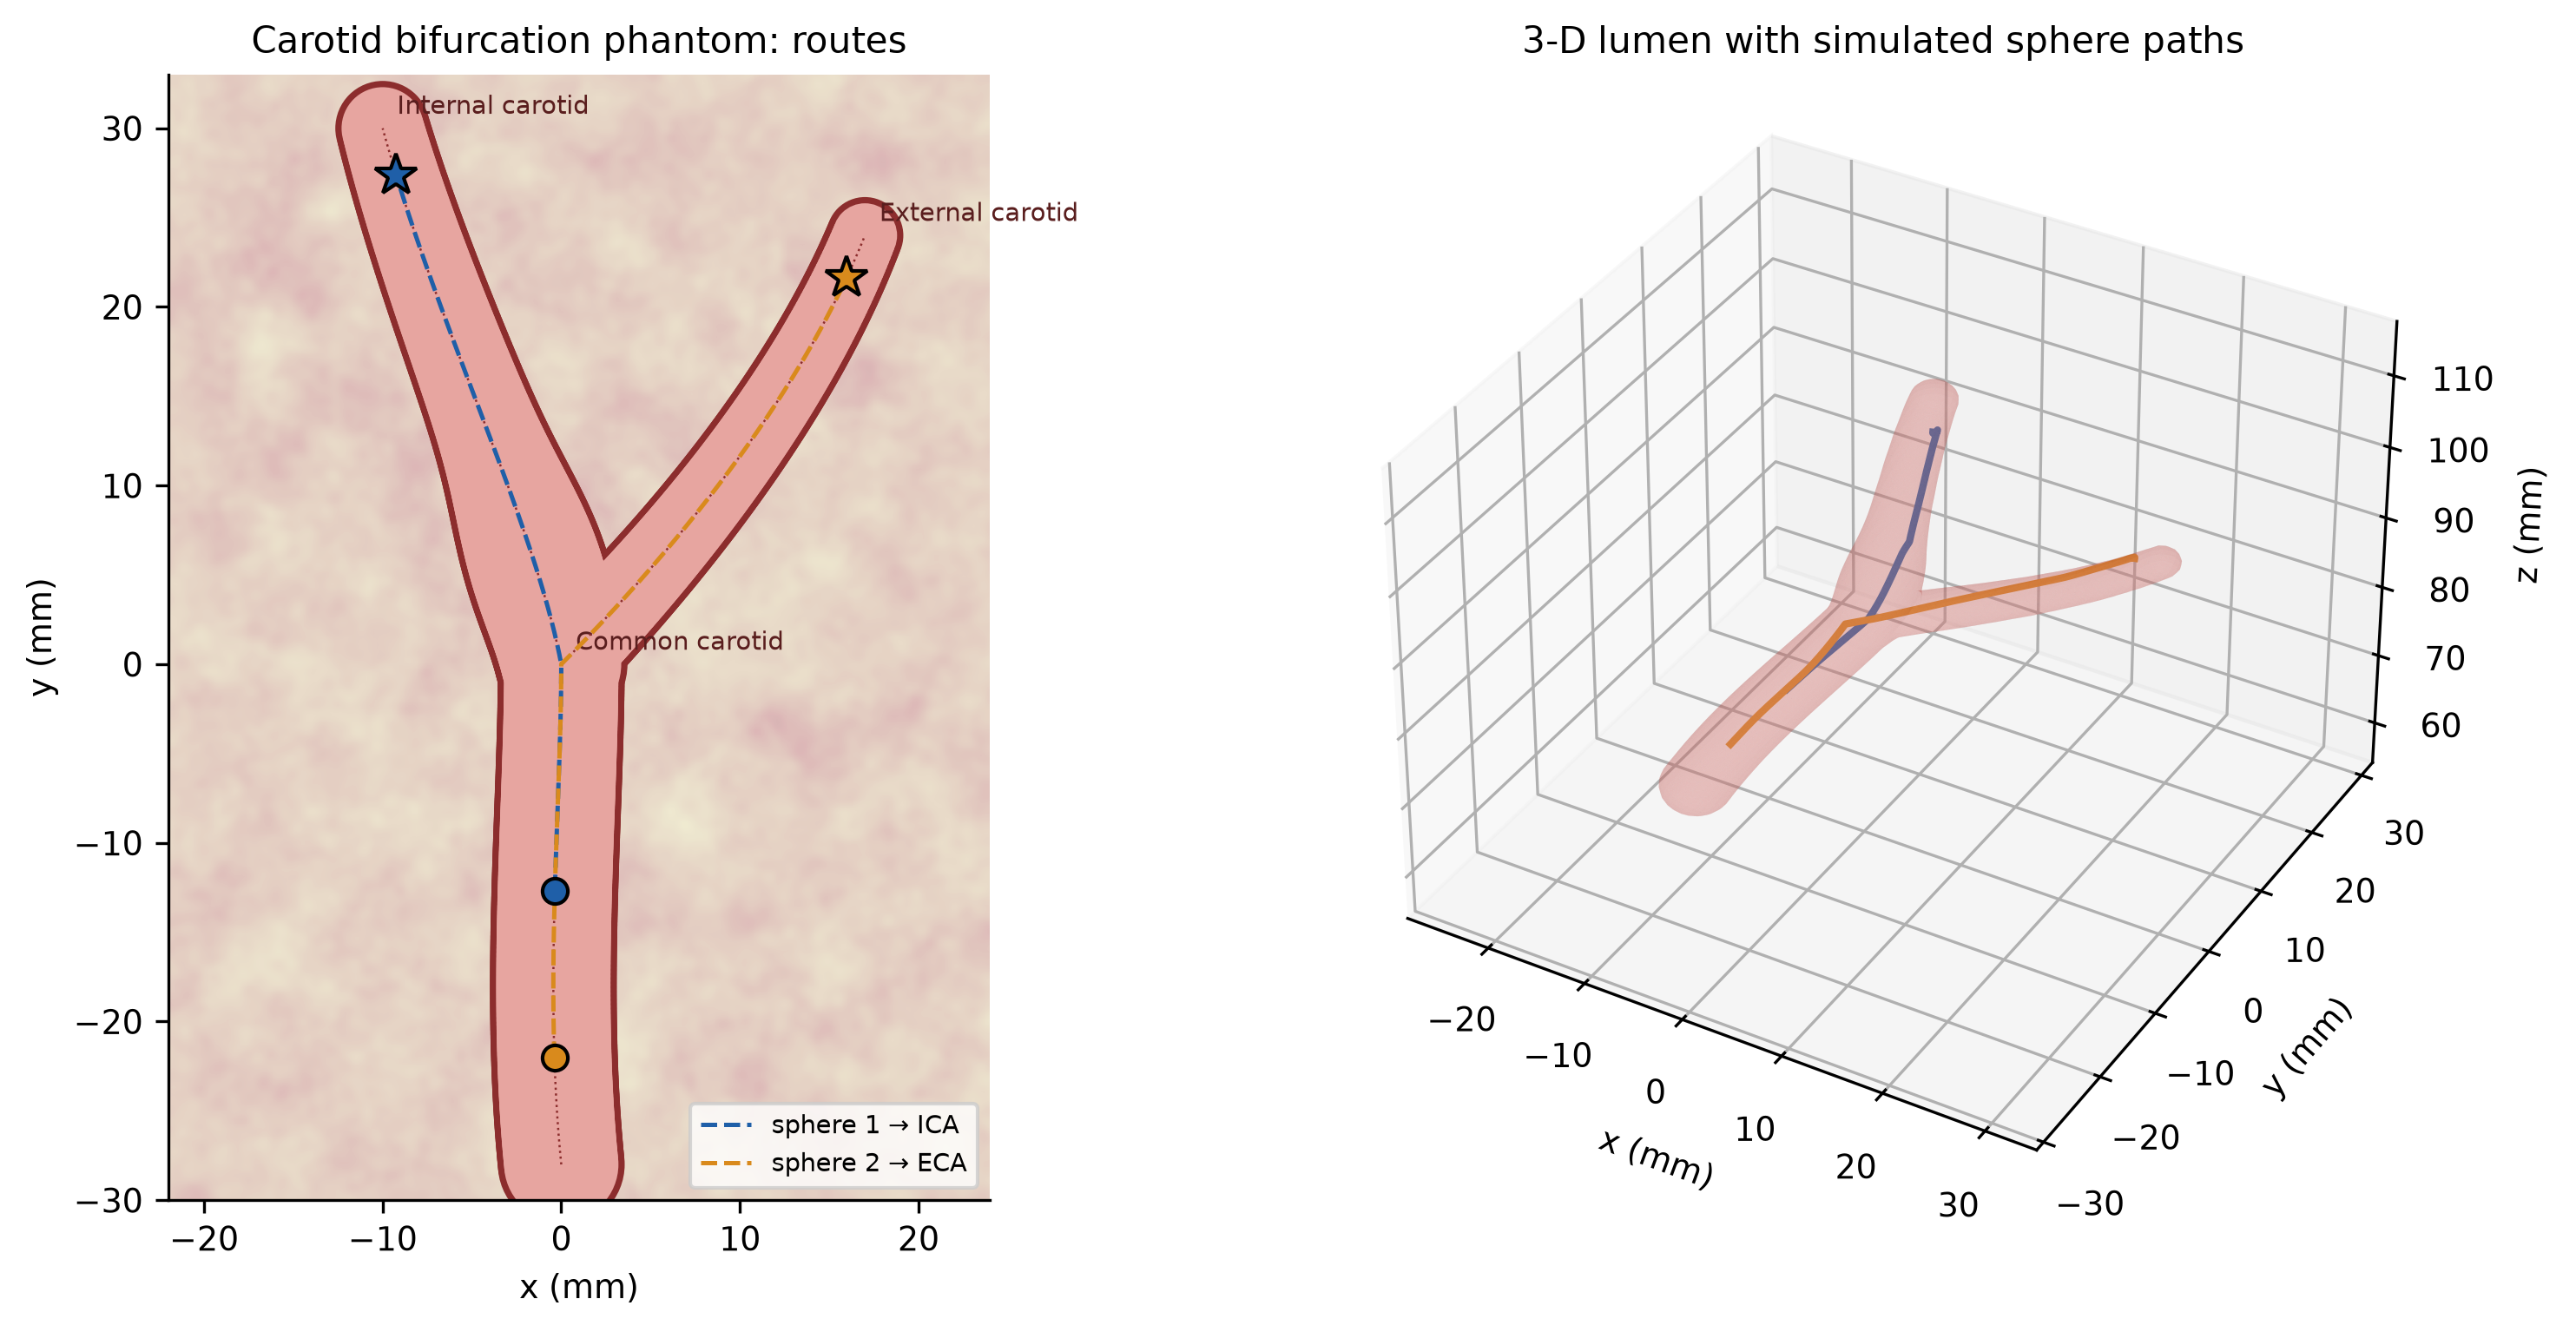 Carotid bifurcation phantom: routes
Internal carotid
External carotid
Common carotid
30
20
10
0
−10
−20
−30
y (mm)
−20
−10
0
10
20
x (mm)
sphere 1 → ICA
sphere 2 → ECA
3-D lumen with simulated sphere paths
110
100
90
80
70
60
z (mm)
30
20
10
0
−10
−20
−30
y (mm)
−20
−10
0
10
20
30
x (mm)